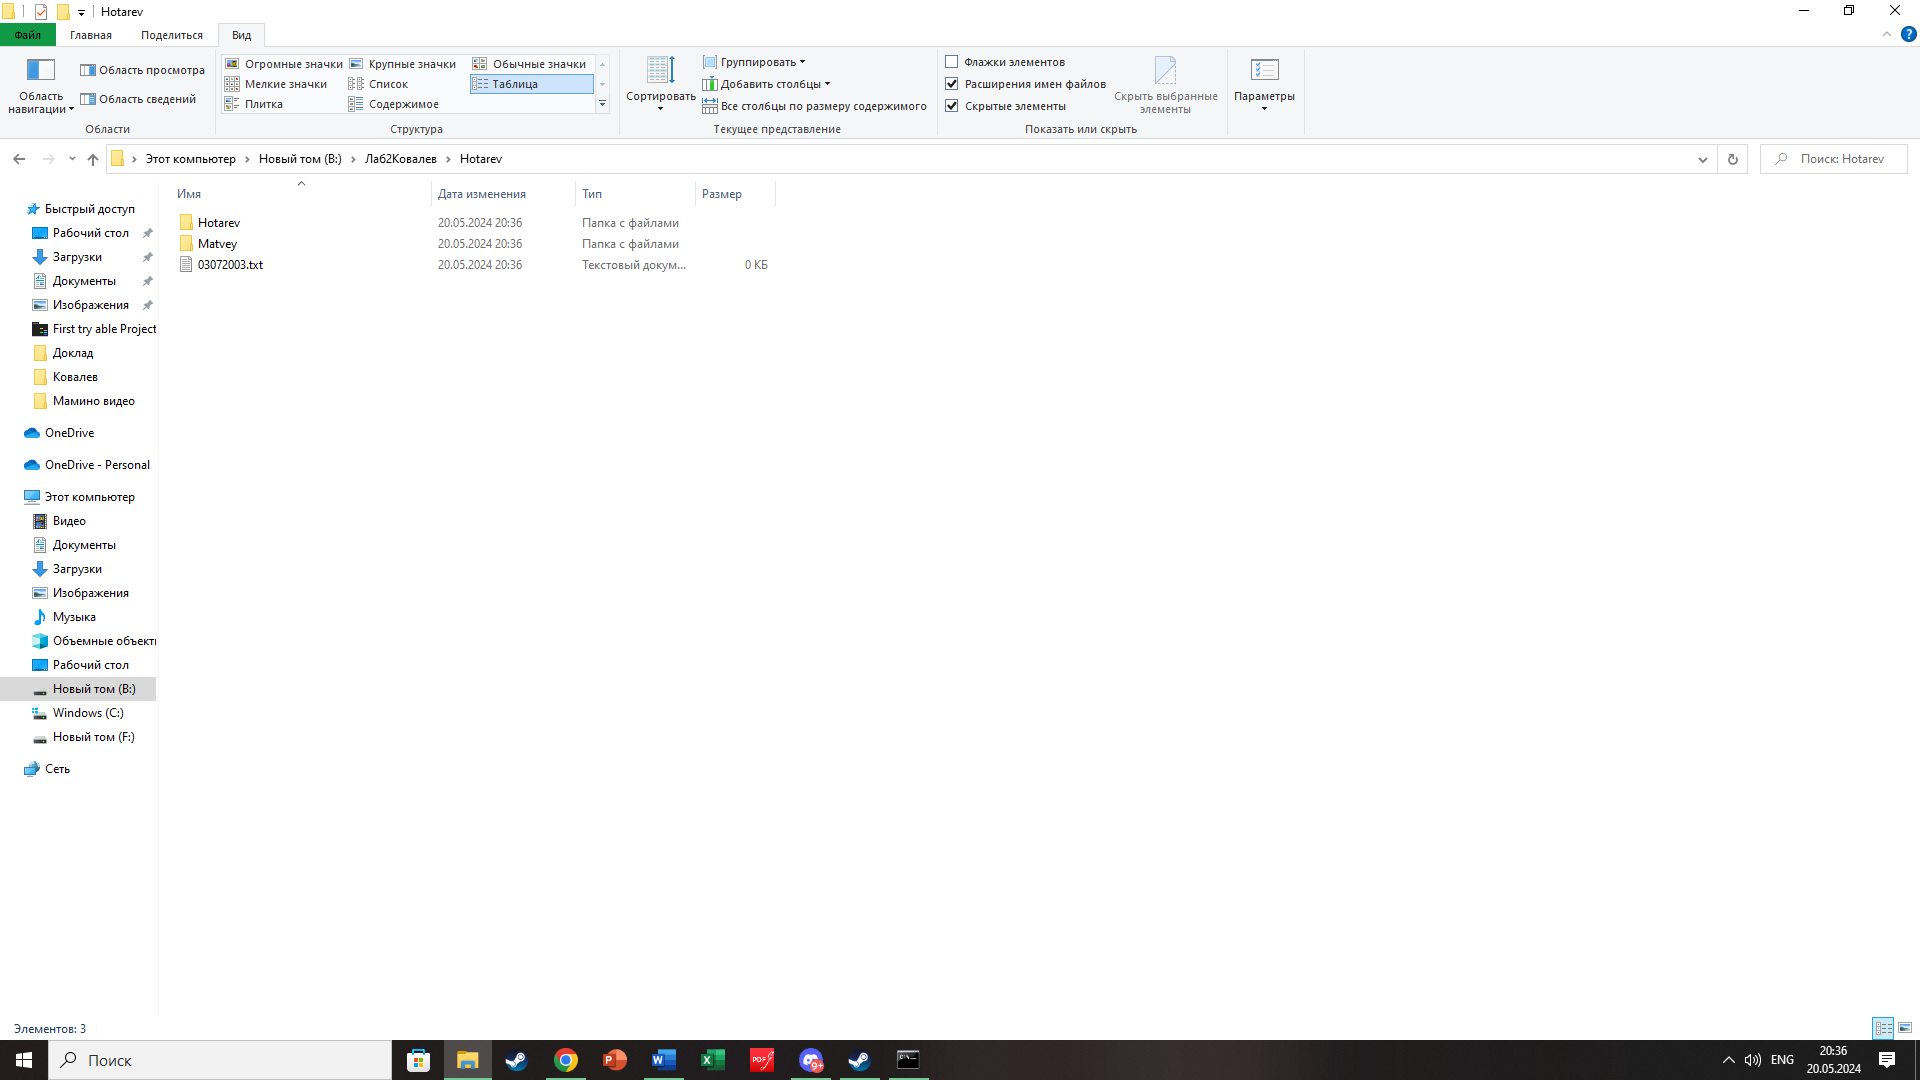 Hotarev
Файл Главная Поделиться Вид
Область навигации
Область просмотра
Область сведений
Области
Огромные значки Крупные значки Обычные значки
Мелкие значки Список Таблица
Плитка Содержимое
Структура
Сортировать
Группировать
Добавить столбцы
Все столбцы по размеру содержимого
Текущее представление
Флажки элементов
Расширения имен файлов
Скрытые элементы
Скрыть выбранные элементы
Показать или скрыть
Параметры
Этот компьютер Новый том (B:) Лаб2Ковалев Hotarev
Поиск: Hotarev
Имя Дата изменения Тип Размер
Hotarev 20.05.2024 20:36 Папка с файлами
Matvey 20.05.2024 20:36 Папка с файлами
03072003.txt 20.05.2024 20:36 Текстовый докум... 0 КБ
Быстрый доступ
Рабочий стол
Загрузки
Документы
Изображения
First try able Project
Доклад
Ковалев
Мамино видео
OneDrive
OneDrive - Personal
Этот компьютер
Видео
Документы
Загрузки
Изображения
Музыка
Объемные объекты
Рабочий стол
Новый том (B:)
Windows (C:)
Новый том (F:)
Сеть
Элементов: 3
Поиск
ENG
20:36
20.05.2024